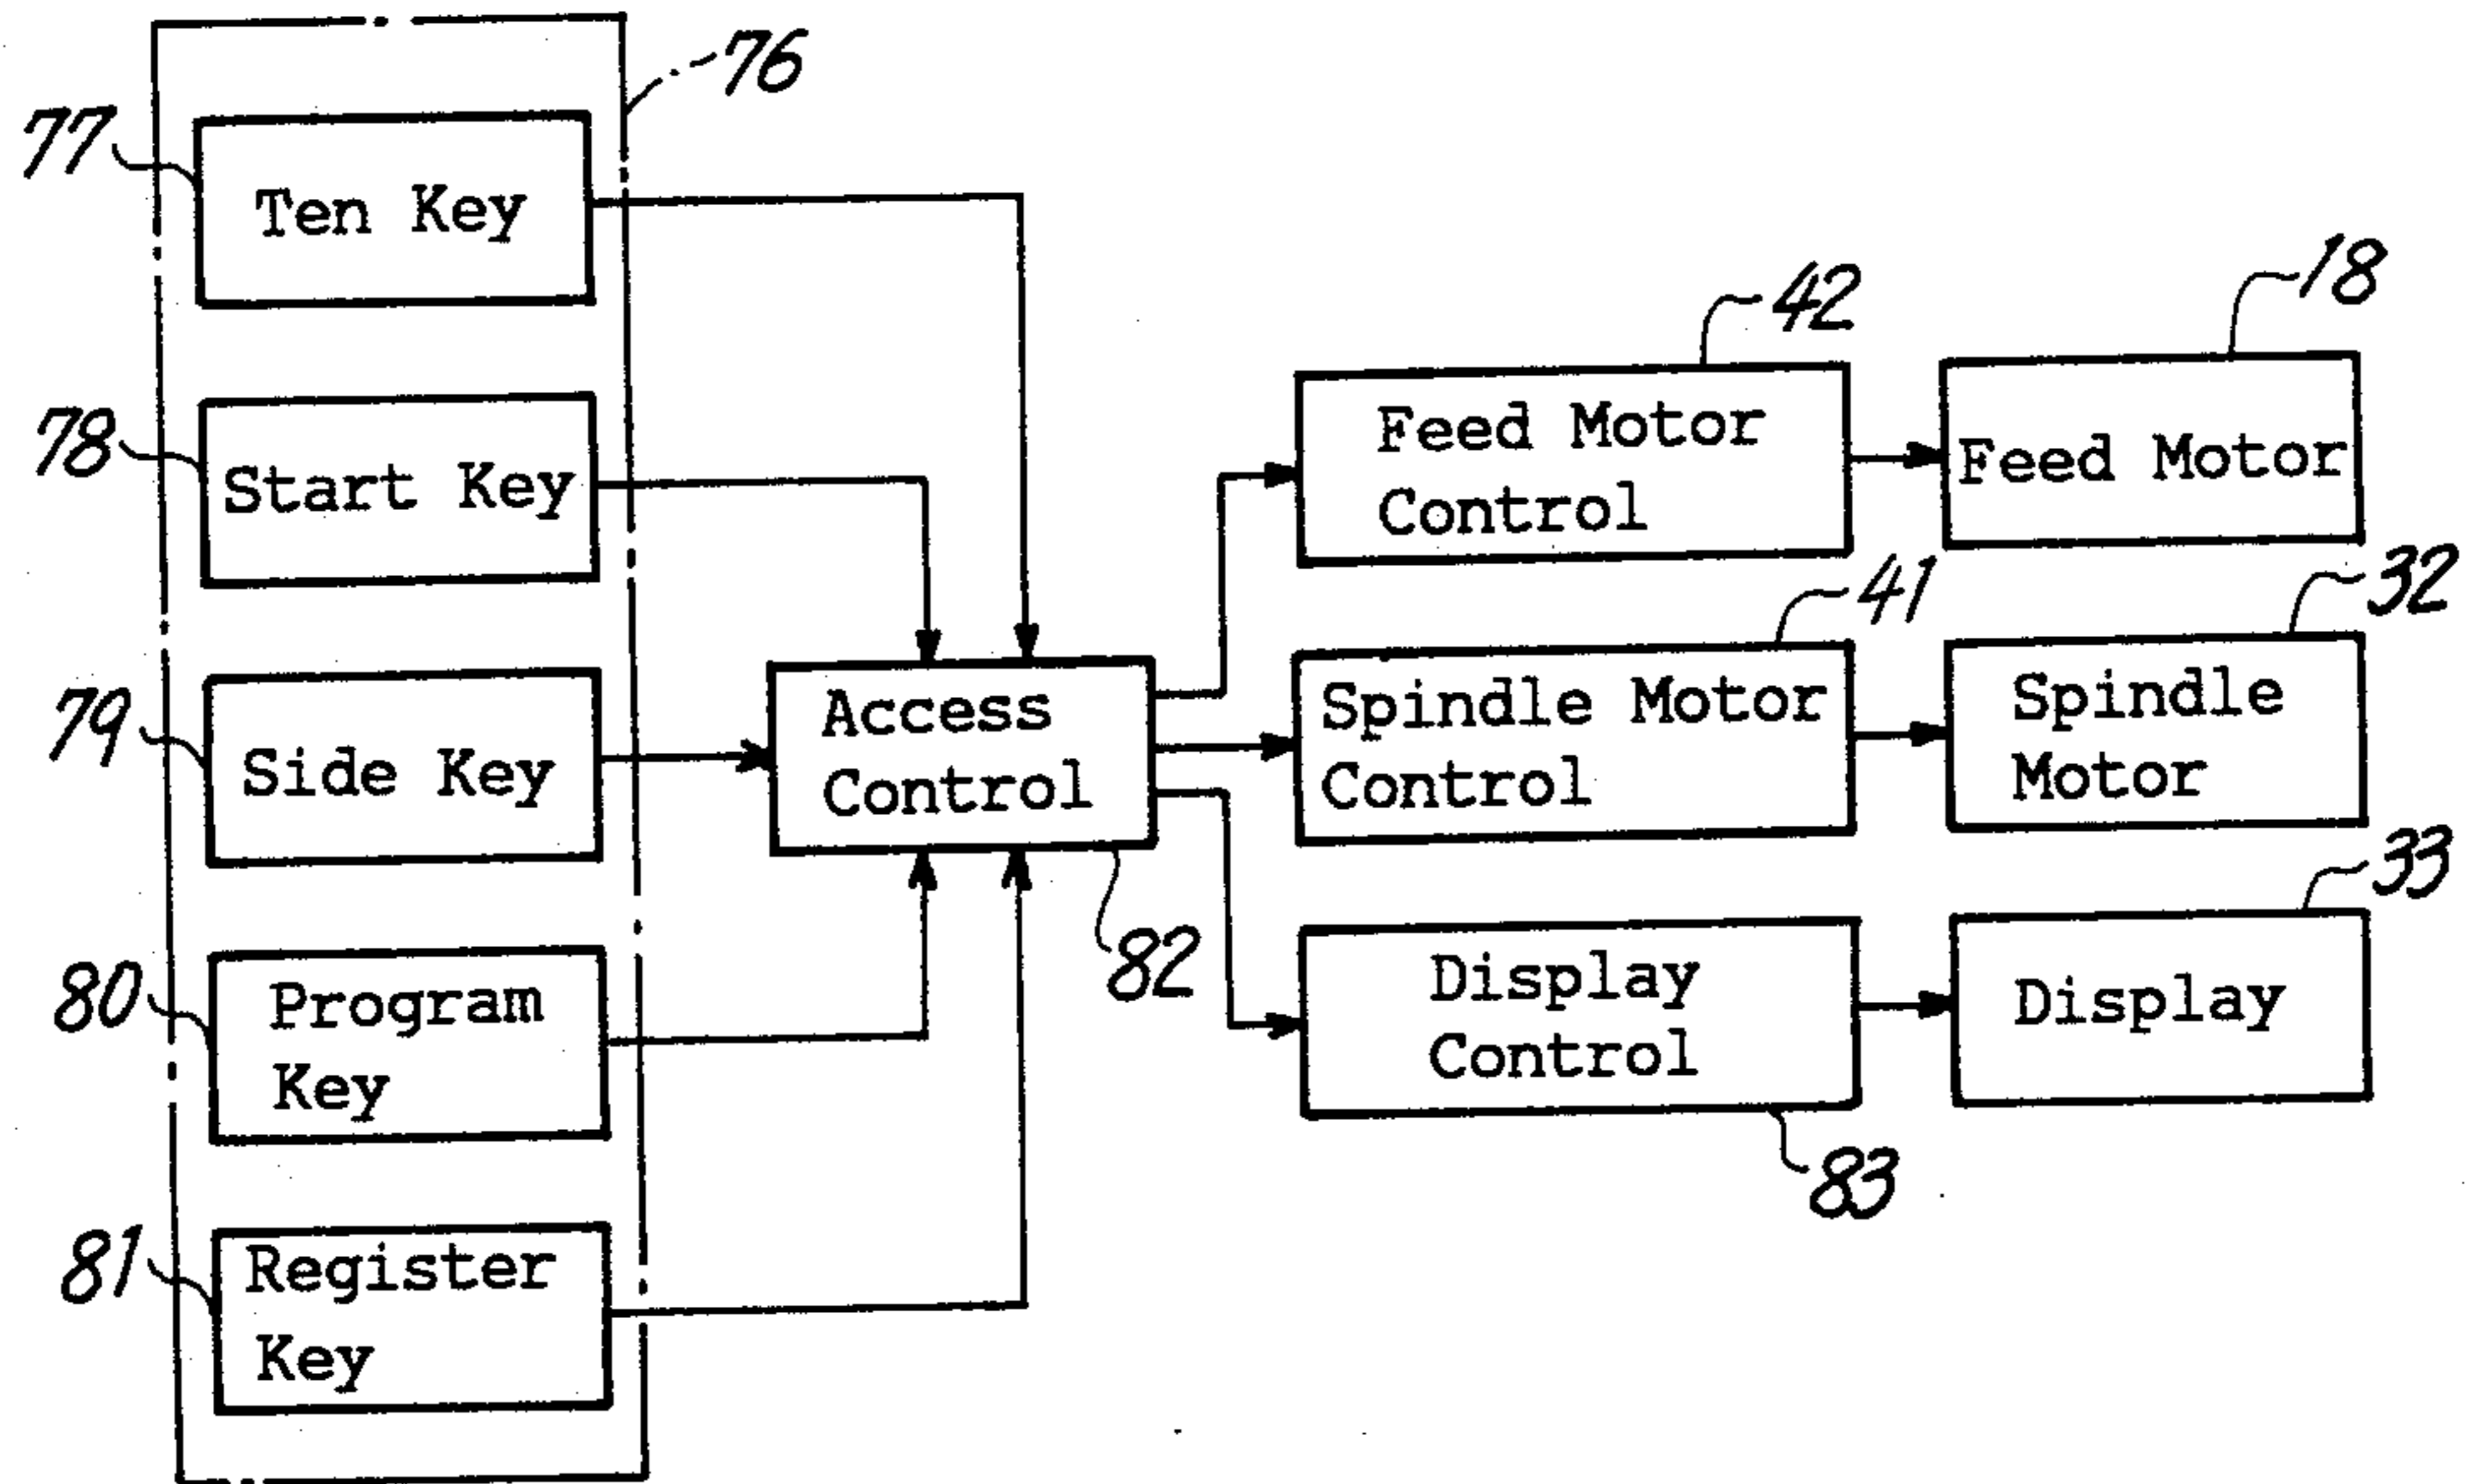 76
77
Ten Key
78
Start Key
79
Side Key
80
Program
Key
81
Register
Key
Access
Control
82
42
Feed Motor
Control
18
Feed Motor
41
Spindle Motor
Control
32
Spindle
Motor
Display
Control
83
33
Display